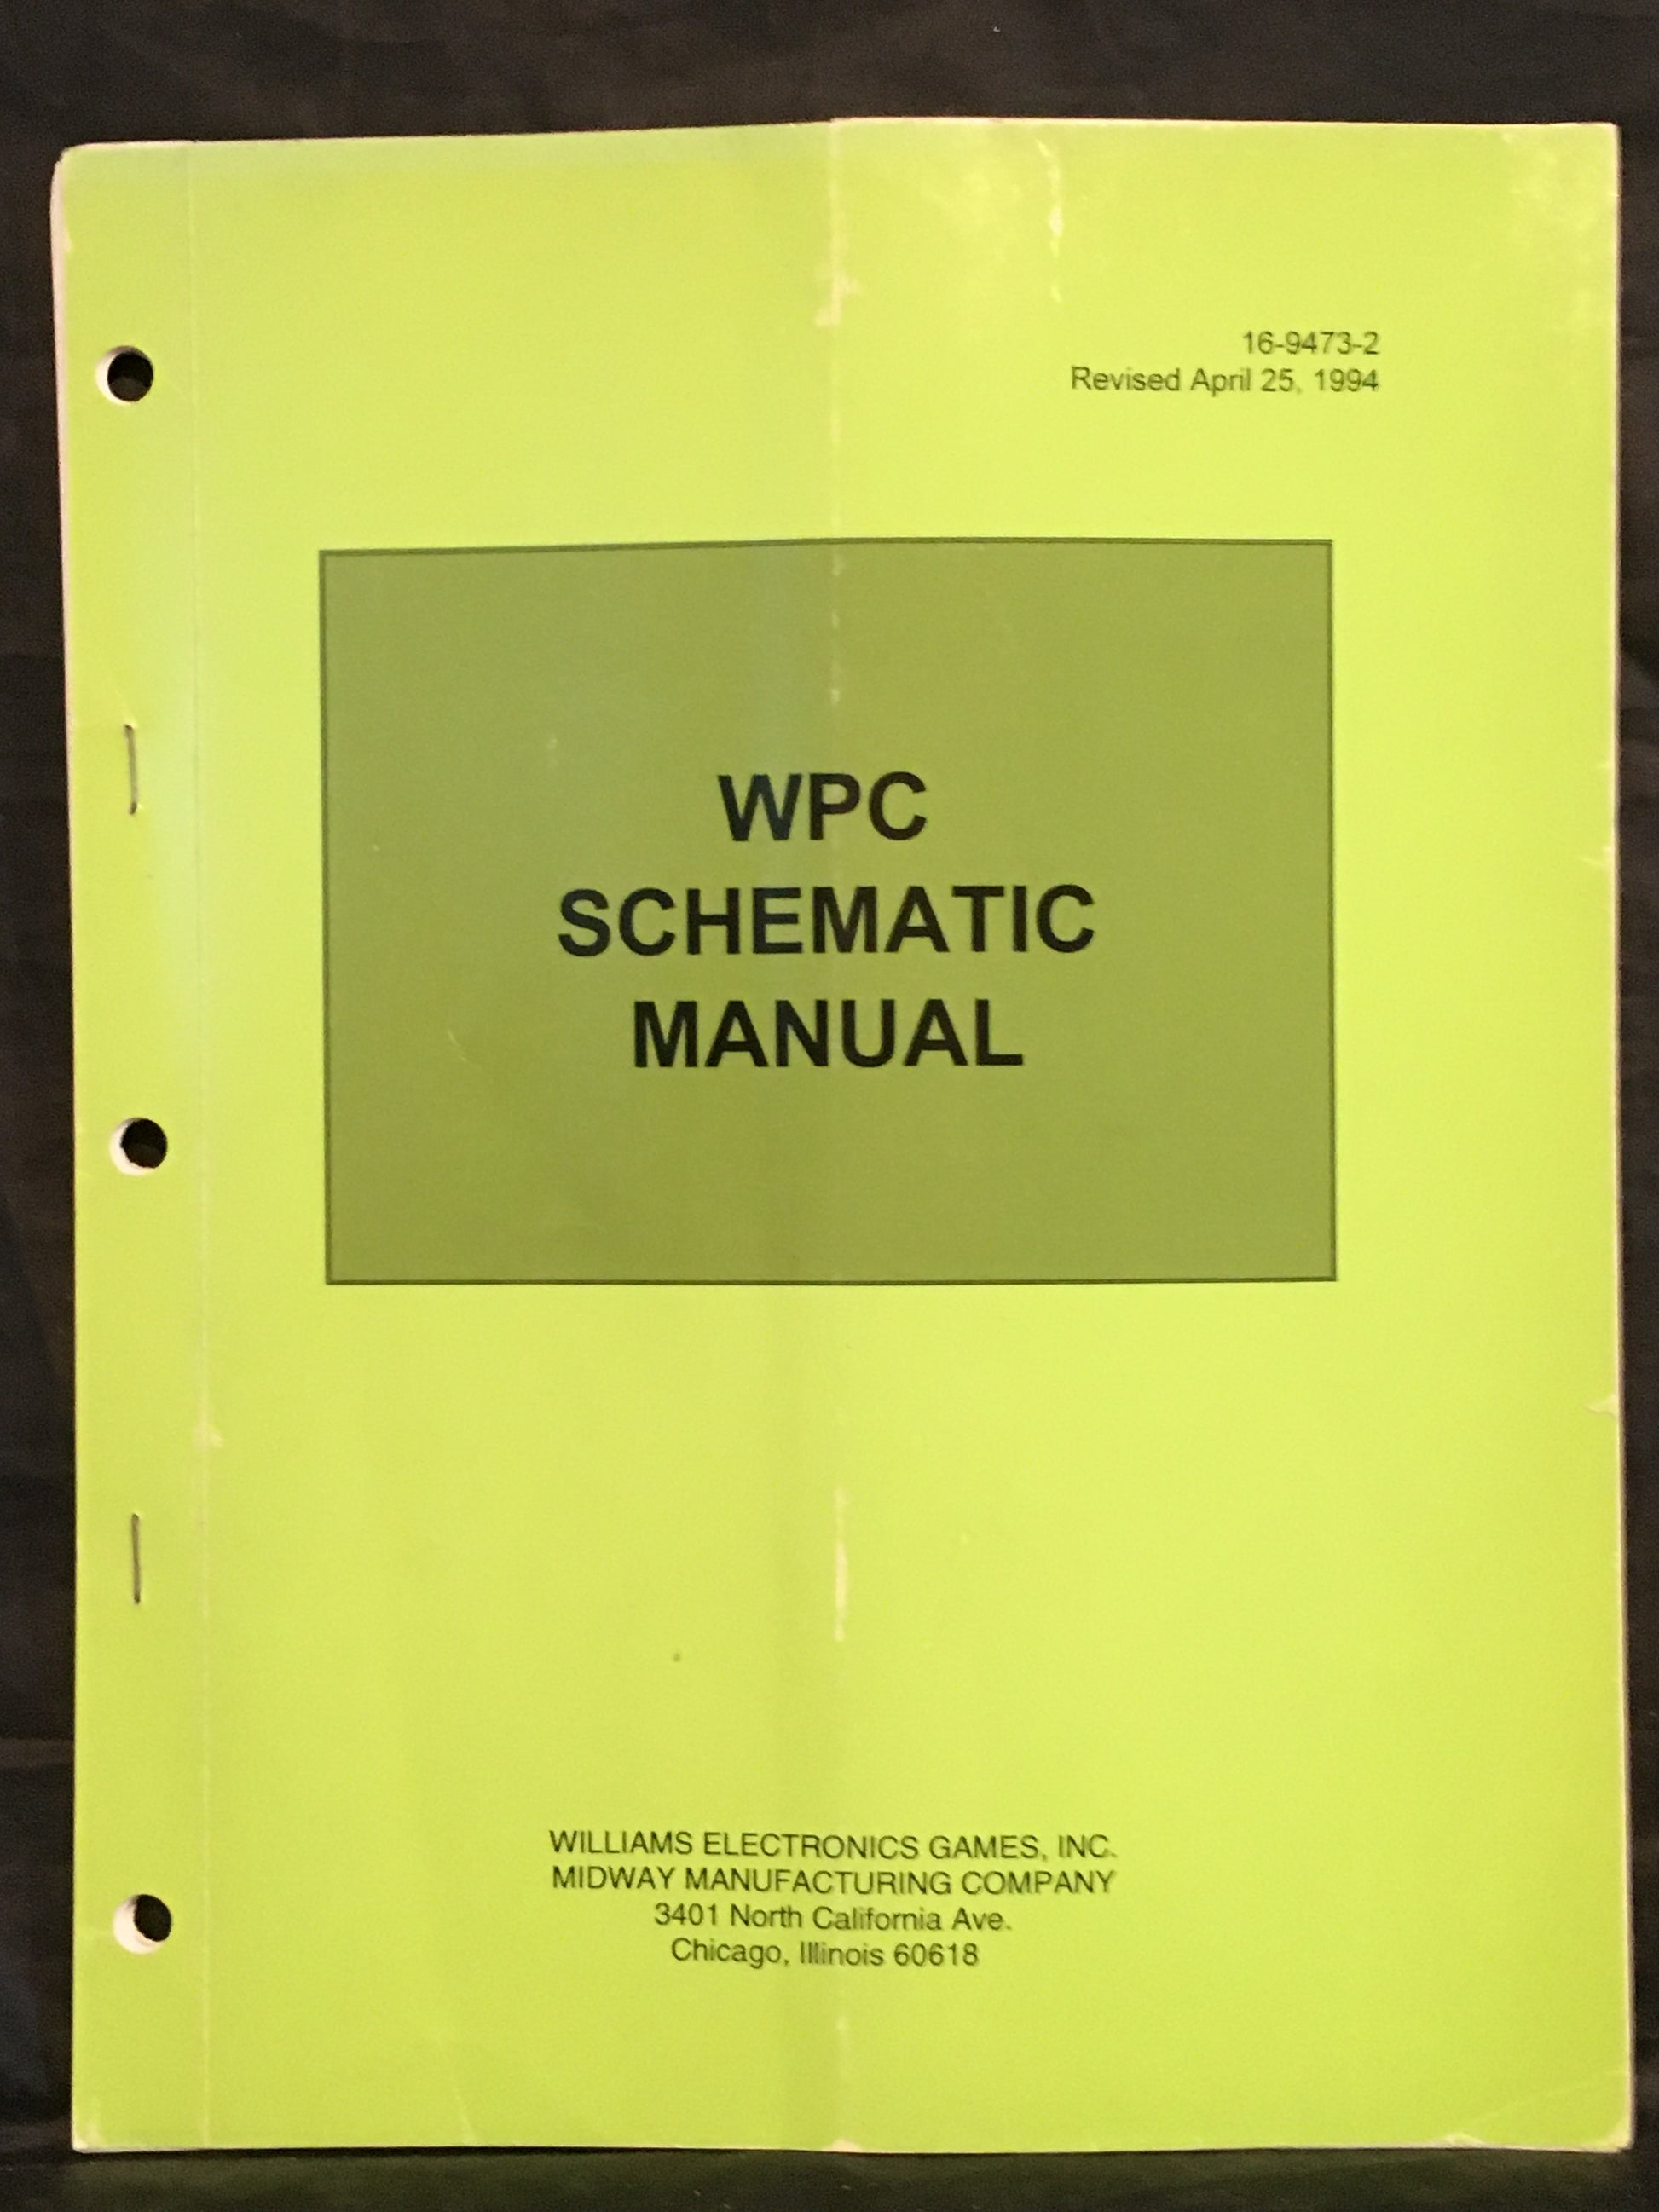 16-9473-2
Revised April 25, 1994
WPC
SCHEMATIC
MANUAL
WILLIAMS ELECTRONICS GAMES, INC.
MIDWAY MANUFACTURING COMPANY
3401 North California Ave.
Chicago, Illinois 60618